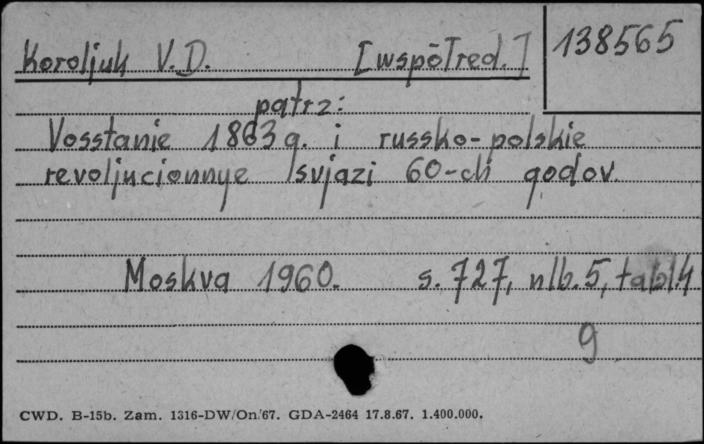 138565
Koroljuk V.D. [współred.]
patrz:
Vosstanie 1863 g. i russko-polskie
revoljucionnye svjazi 60-ch godov.
Moskva 1960. s. 727, nlb. 5, tabl. 4
9
CWD. B-15b. Zam. 1316-DW/On/67. GDA-2464 17.8.67. 1.400.000.